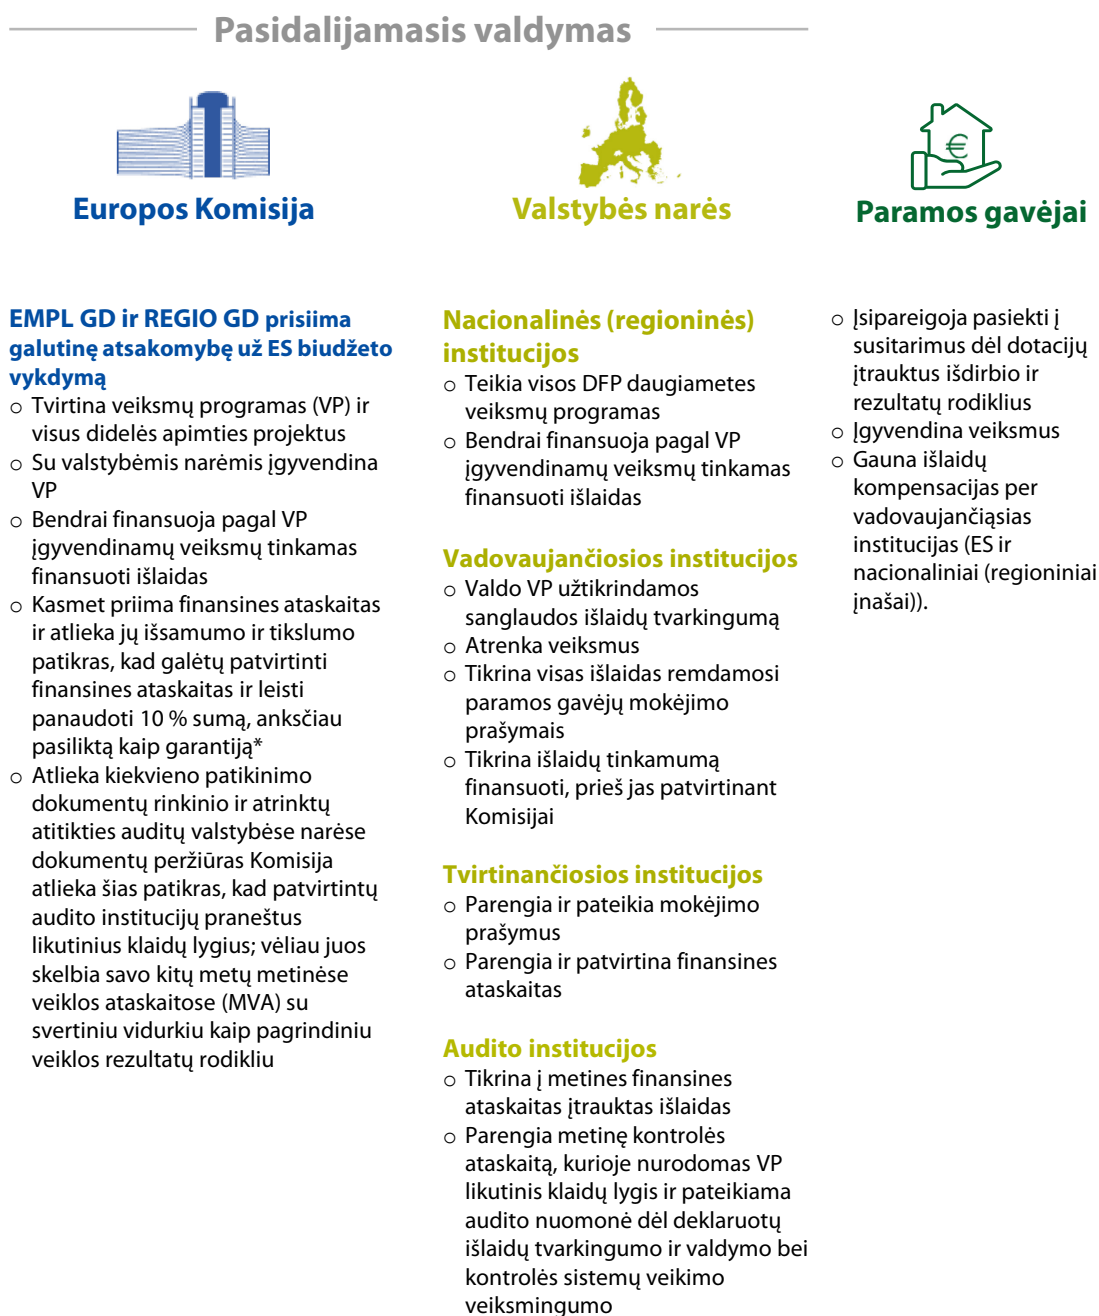 Pasidalijamasis valdymas
Europos Komisija
Valstybės narės
Paramos gavėjai
EMPL GD ir REGIO GD prisiima
galutinę atsakomybę už ES biudžeto
vykdymą
o Tvirtina veiksmų programas (VP) ir
visus didelės apimties projektus
o Su valstybėmis narėmis įgyvendina
VP
o Bendrai finansuoja pagal VP
įgyvendinamų veiksmų tinkamas
finansuoti išlaidas
o Kasmet priima finansines ataskaitas
ir atlieka jų išsamumo ir tikslumo
patikras, kad galėtų patvirtinti
finansines ataskaitas ir leisti
panaudoti 10 % sumą, anksčiau
pasiliktą kaip garantiją*
o Atlieka kiekvieno patikinimo
dokumentų rinkinio ir atrinktų
atitikties auditų valstybėse narėse
dokumentų peržiūras Komisija
atlieka šias patikras, kad patvirtintų
audito institucijų praneštus
likutinius klaidų lygius; vėliau juos
skelbia savo kitų metų metinėse
veiklos ataskaitose (MVA) su
svertiniu vidurkiu kaip pagrindiniu
veiklos rezultatų rodikliu
Nacionalinės (regioninės)
institucijos
o Teikia visos DFP daugiametes
veiksmų programas
o Bendrai finansuoja pagal VP
įgyvendinamų veiksmų tinkamas
finansuoti išlaidas
Vadovaujančiosios institucijos
o Valdo VP užtikrindamos
sanglaudos išlaidų tvarkingumą
o Atrenka veiksmus
o Tikrina visas išlaidas remdamosi
paramos gavėjų mokėjimo
prašymais
o Tikrina išlaidų tinkamumą
finansuoti, prieš jas patvirtinant
Komisijai
Tvirtinančiosios institucijos
o Parengia ir pateikia mokėjimo
prašymus
o Parengia ir patvirtina finansines
ataskaitas
Audito institucijos
o Tikrina į metines finansines
ataskaitas įtrauktas išlaidas
o Parengia metinę kontrolės
ataskaitą, kurioje nurodomas VP
likutinis klaidų lygis ir pateikiama
audito nuomonė dėl deklaruotų
išlaidų tvarkingumo ir valdymo bei
kontrolės sistemų veikimo
veiksmingumo
o Įsipareigoja pasiekti į
susitarimus dėl dotacijų
įtrauktus išdirbio ir
rezultatų rodiklius
o Įgyvendina veiksmus
o Gauna išlaidų
kompensacijas per
vadovaujančiąsias
institucijas (ES ir
nacionaliniai (regioniniai
įnašai)).